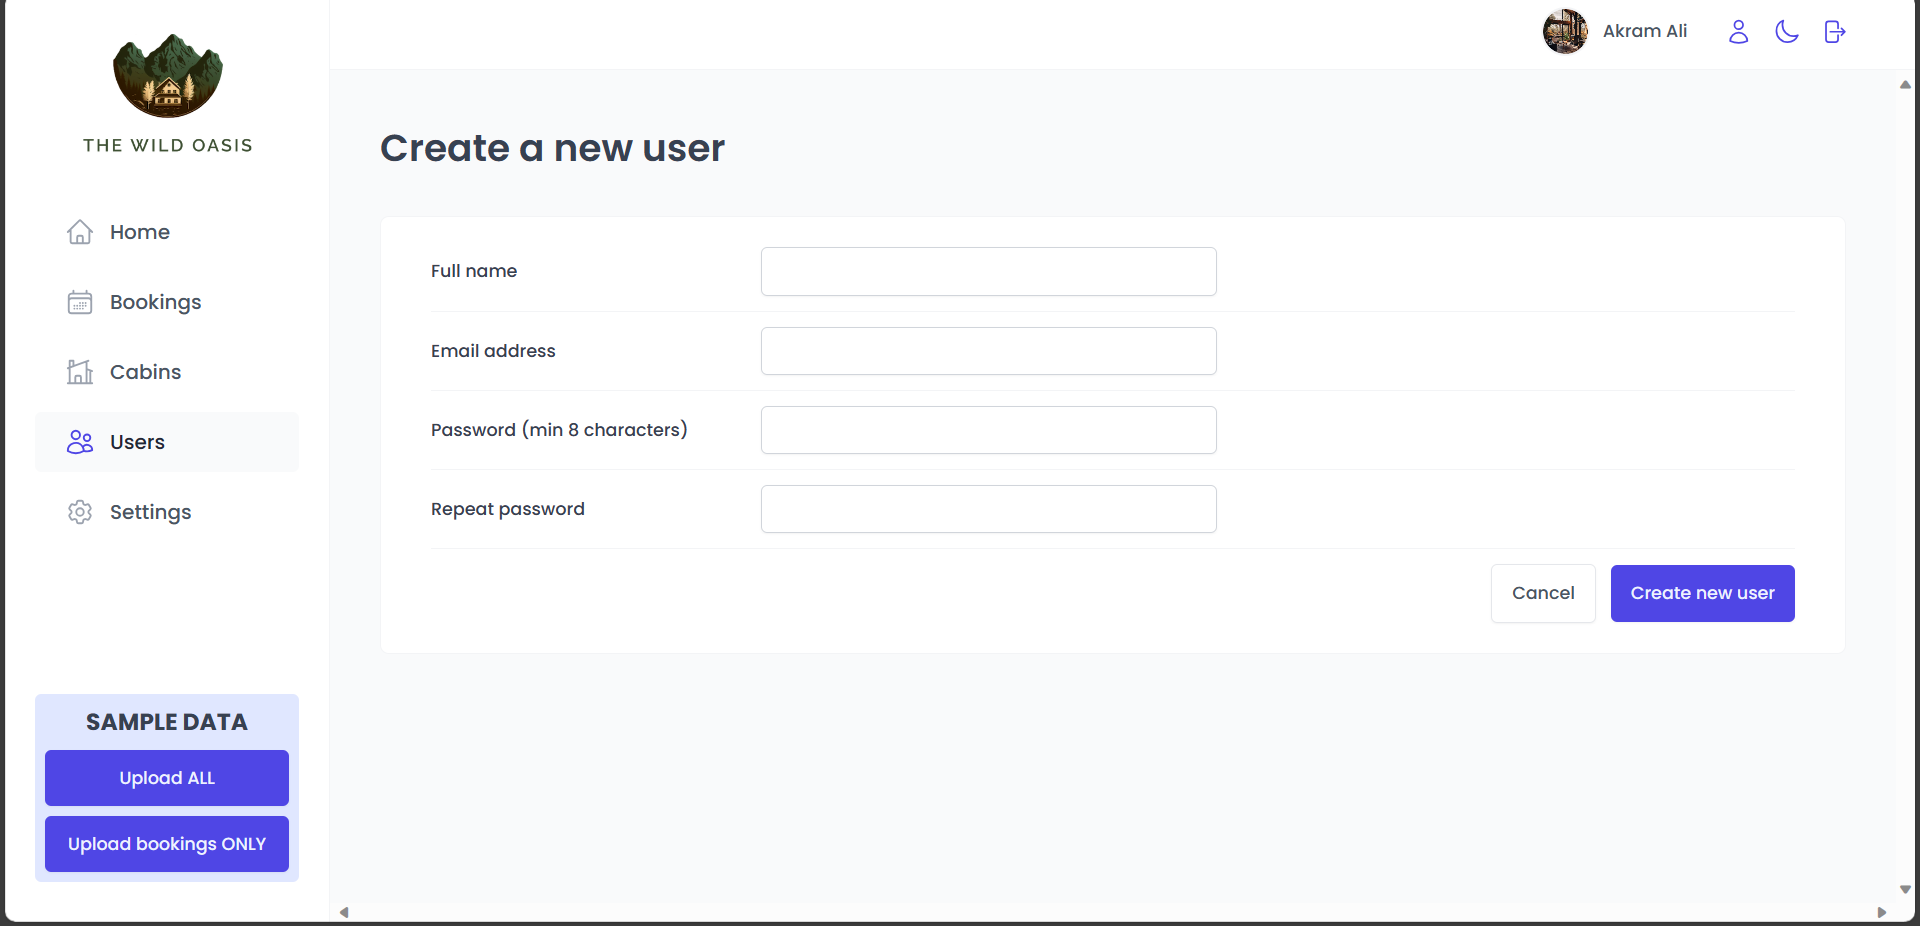 THE WILD OASIS
Home
Bookings
Cabins
Users
Settings
SAMPLE DATA
Upload ALL
Upload bookings ONLY
Akram Ali
Create a new user
Full name
Email address
Password (min 8 characters)
Repeat password
Cancel
Create new user